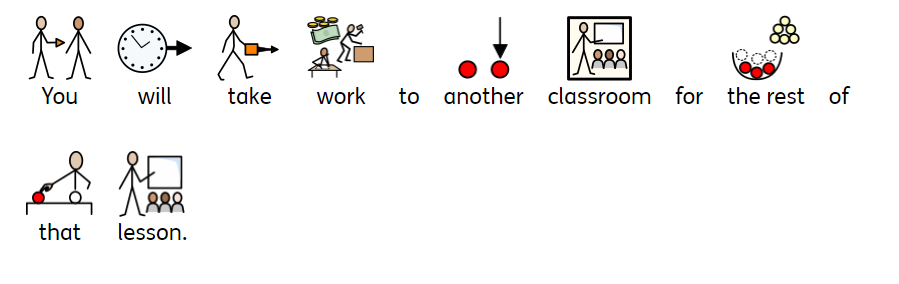 You will take work to another classroom for the rest of
that lesson.